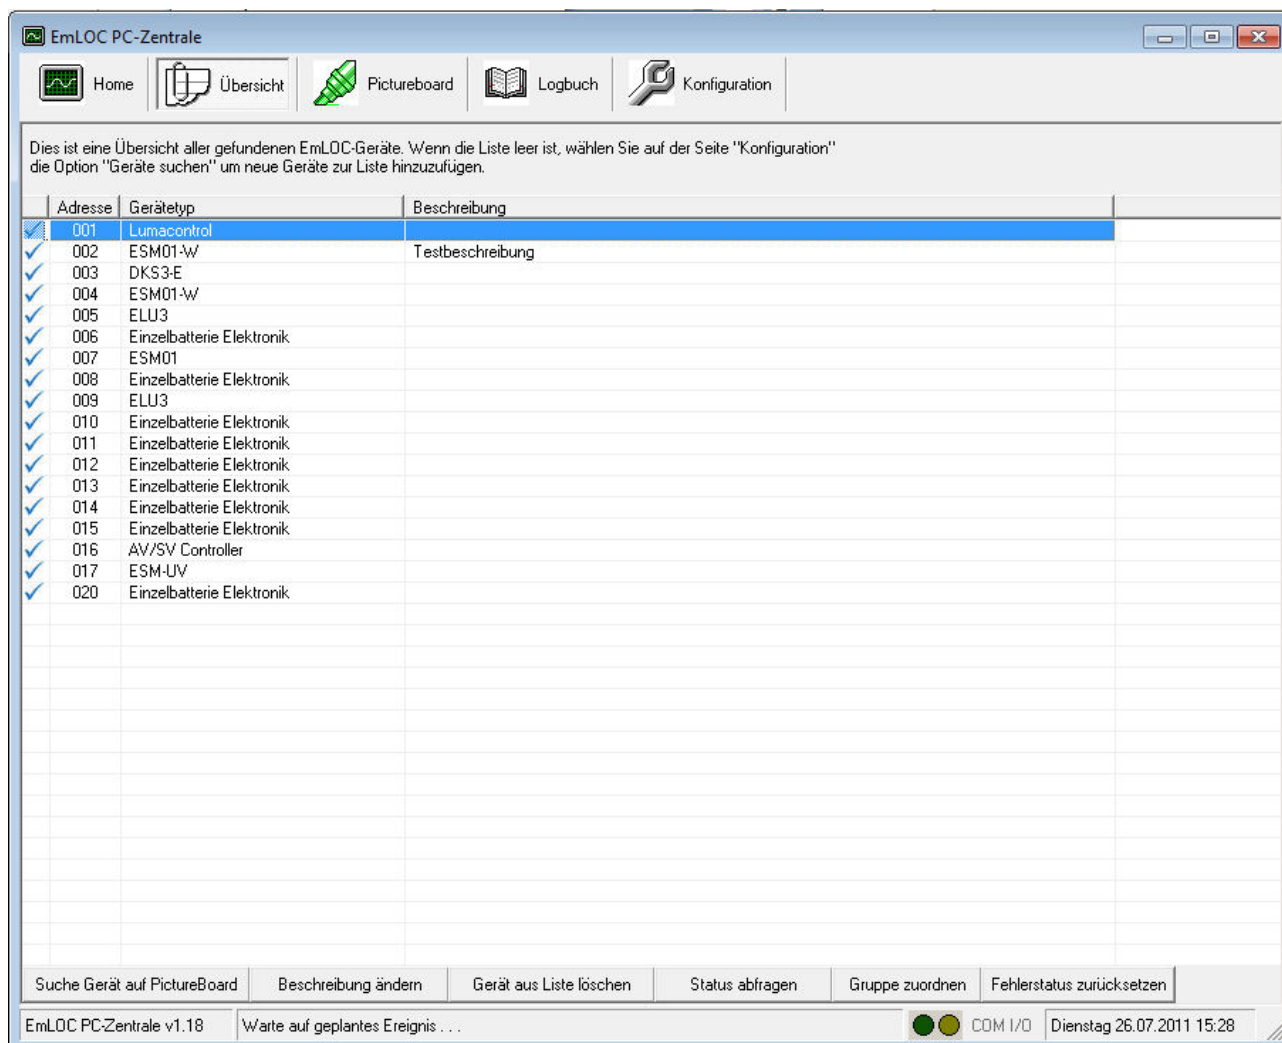 EmLOC PC-Zentrale
Home Übersicht Pictureboard Logbuch Konfiguration
Dies ist eine Übersicht aller gefundenen EmLOC-Geräte. Wenn die Liste leer ist, wählen Sie auf der Seite "Konfiguration"
die Option "Geräte suchen" um neue Geräte zur Liste hinzuzufügen.
Adresse Gerätetyp Beschreibung
001 Lumacontrol
002 ESM01-W Testbeschreibung
003 DKS3-E
004 ESM01-W
005 ELU3
006 Einzelbatterie Elektronik
007 ESM01
008 Einzelbatterie Elektronik
009 ELU3
010 Einzelbatterie Elektronik
011 Einzelbatterie Elektronik
012 Einzelbatterie Elektronik
013 Einzelbatterie Elektronik
014 Einzelbatterie Elektronik
015 Einzelbatterie Elektronik
016 AV/SV Controller
017 ESM-UV
020 Einzelbatterie Elektronik
Suche Gerät auf PictureBoard Beschreibung ändern Gerät aus Liste löschen Status abfragen Gruppe zuordnen Fehlerstatus zurücksetzen
EmLOC PC-Zentrale v1.18 Warte auf geplantes Ereignis . . . COM I/O Dienstag 26.07.2011 15:28